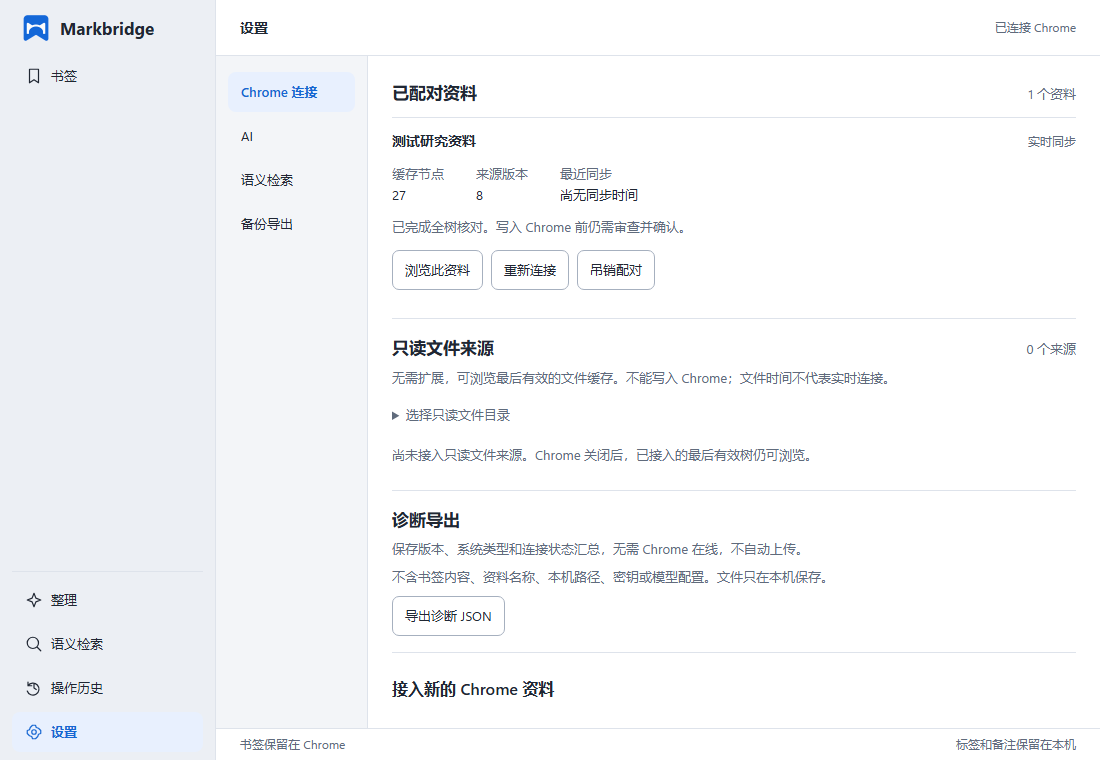 Markbridge
书签
整理
语义检索
操作历史
设置
设置
已连接 Chrome
Chrome 连接
AI
语义检索
备份导出
已配对资料
1 个资料
测试研究资料
实时同步
缓存节点 来源版本 最近同步
27 8 尚无同步时间
已完成全树核对。写入 Chrome 前仍需审查并确认。
浏览此资料 重新连接 吊销配对
只读文件来源
0 个来源
无需扩展，可浏览最后有效的文件缓存。不能写入 Chrome；文件时间不代表实时连接。
选择只读文件目录
尚未接入只读文件来源。Chrome 关闭后，已接入的最后有效树仍可浏览。
诊断导出
保存版本、系统类型和连接状态汇总，无需 Chrome 在线，不自动上传。
不含书签内容、资料名称、本机路径、密钥或模型配置。文件只在本机保存。
导出诊断 JSON
接入新的 Chrome 资料
书签保留在 Chrome
标签和备注保留在本机